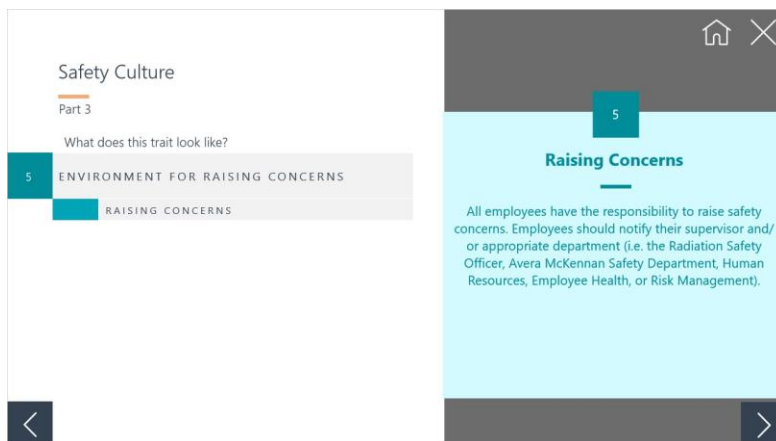 Safety Culture
Part 3
What does this trait look like?
5
ENVIRONMENT FOR RAISING CONCERNS
RAISING CONCERNS
5
Raising Concerns
All employees have the responsibility to raise safety
concerns. Employees should notify their supervisor and/
or appropriate department (i.e. the Radiation Safety
Officer, Avera McKennan Safety Department, Human
Resources, Employee Health, or Risk Management).